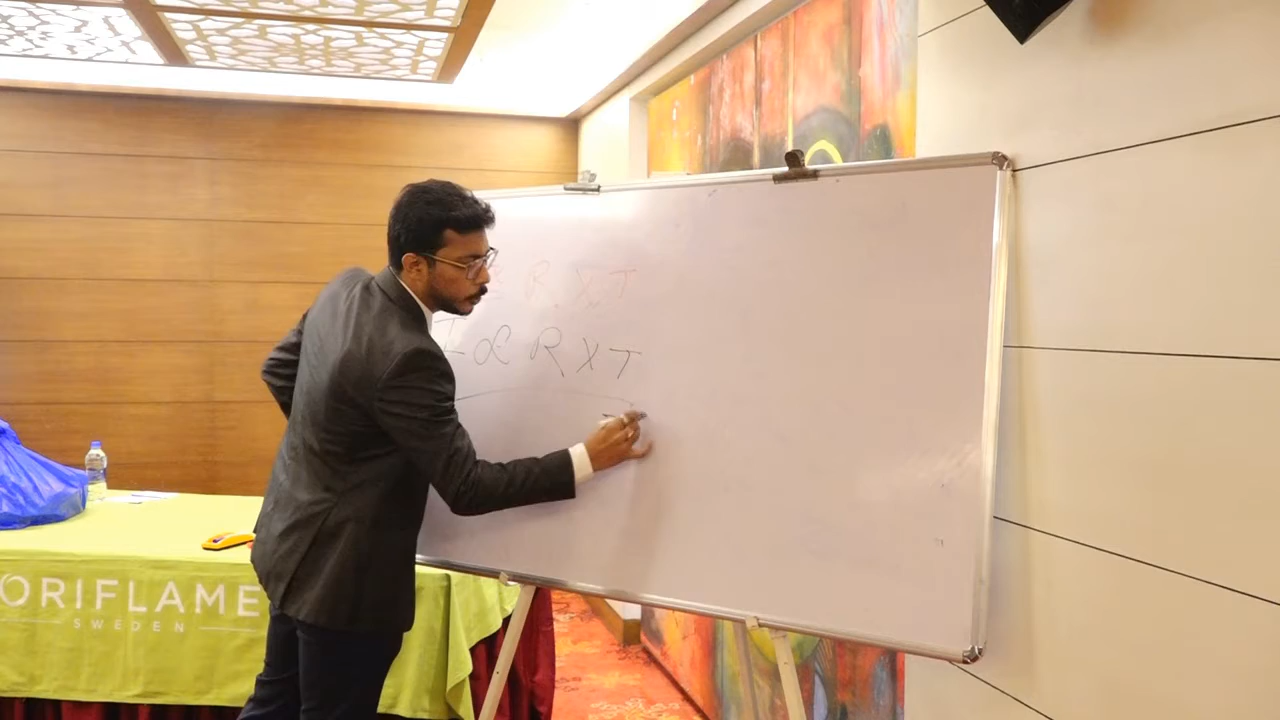 R X T
I ∝ R X T
ORIFLAME
SWEDEN